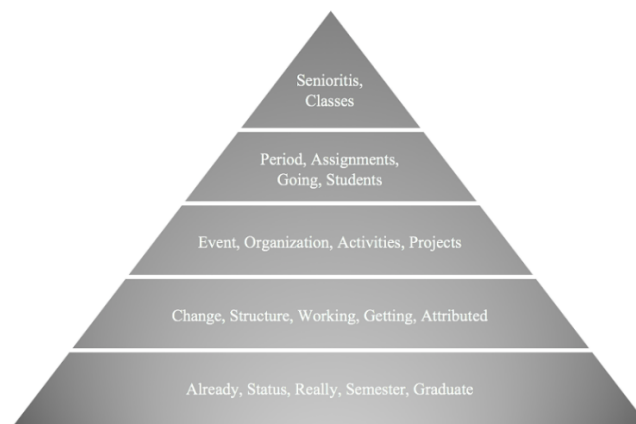 Senioritis,
Classes
Period, Assignments,
Going, Students
Event, Organization, Activities, Projects
Change, Structure, Working, Getting, Attributed
Already, Status, Really, Semester, Graduate